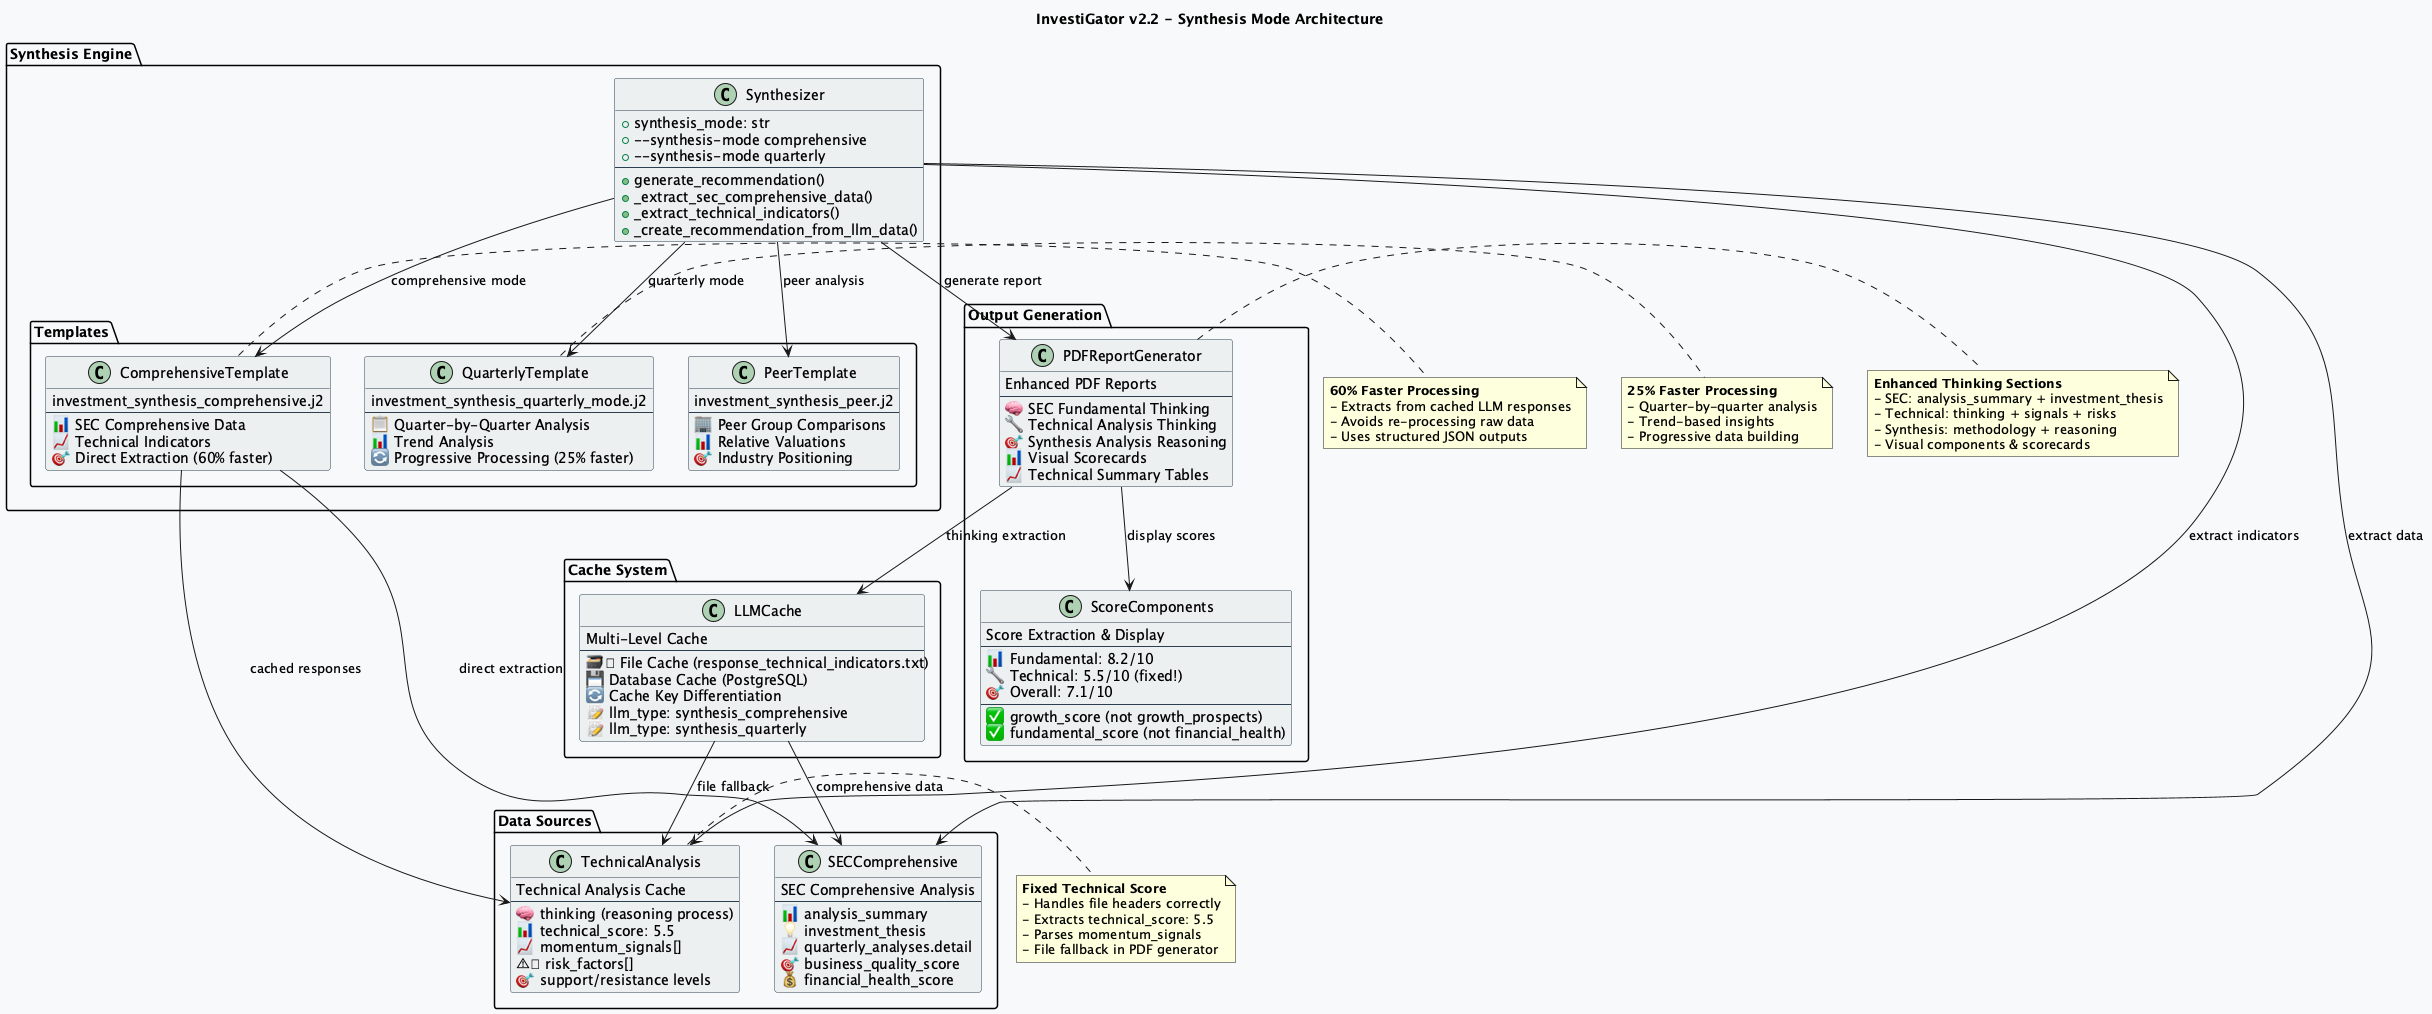 InvestiGator v2.2 - Synthesis Mode Architecture
Synthesis Engine
C Synthesizer
synthesis_mode: str
--synthesis-mode comprehensive
--synthesis-mode quarterly
generate_recommendation()
_extract_sec_comprehensive_data()
_extract_technical_indicators()
_create_recommendation_from_llm_data()
comprehensive mode
quarterly mode
peer analysis
generate report
Templates
C ComprehensiveTemplate
investment_synthesis_comprehensive.j2
📊 SEC Comprehensive Data
📈 Technical Indicators
🎯 Direct Extraction (60% faster)
C QuarterlyTemplate
investment_synthesis_quarterly_mode.j2
📋 Quarter-by-Quarter Analysis
📊 Trend Analysis
🔄 Progressive Processing (25% faster)
C PeerTemplate
investment_synthesis_peer.j2
🏢 Peer Group Comparisons
📊 Relative Valuations
🎯 Industry Positioning
Output Generation
C PDFReportGenerator
Enhanced PDF Reports
🧠 SEC Fundamental Thinking
🔧 Technical Analysis Thinking
🎯 Synthesis Analysis Reasoning
📊 Visual Scorecards
📈 Technical Summary Tables
60% Faster Processing
- Extracts from cached LLM responses
- Avoids re-processing raw data
- Uses structured JSON outputs
25% Faster Processing
- Quarter-by-quarter analysis
- Trend-based insights
- Progressive data building
Enhanced Thinking Sections
- SEC: analysis_summary + investment_thesis
- Technical: thinking + signals + risks
- Synthesis: methodology + reasoning
- Visual components & scorecards
thinking extraction
display scores
extract indicators
extract data
Cache System
C LLMCache
Multi-Level Cache
🗃 File Cache (response_technical_indicators.txt)
💾 Database Cache (PostgreSQL)
🔄 Cache Key Differentiation
📝 llm_type: synthesis_comprehensive
📝 llm_type: synthesis_quarterly
C ScoreComponents
Score Extraction & Display
📊 Fundamental: 8.2/10
🔧 Technical: 5.5/10 (fixed!)
🎯 Overall: 7.1/10
✅ growth_score (not growth_prospects)
✅ fundamental_score (not financial_health)
cached responses
direct extraction
file fallback
comprehensive data
Data Sources
C TechnicalAnalysis
Technical Analysis Cache
🧠 thinking (reasoning process)
📊 technical_score: 5.5
📈 momentum_signals[]
⚠ risk_factors[]
🎯 support/resistance levels
C SECComprehensive
SEC Comprehensive Analysis
📊 analysis_summary
💡 investment_thesis
📈 quarterly_analyses.detail
🎯 business_quality_score
💰 financial_health_score
Fixed Technical Score
- Handles file headers correctly
- Extracts technical_score: 5.5
- Parses momentum_signals
- File fallback in PDF generator